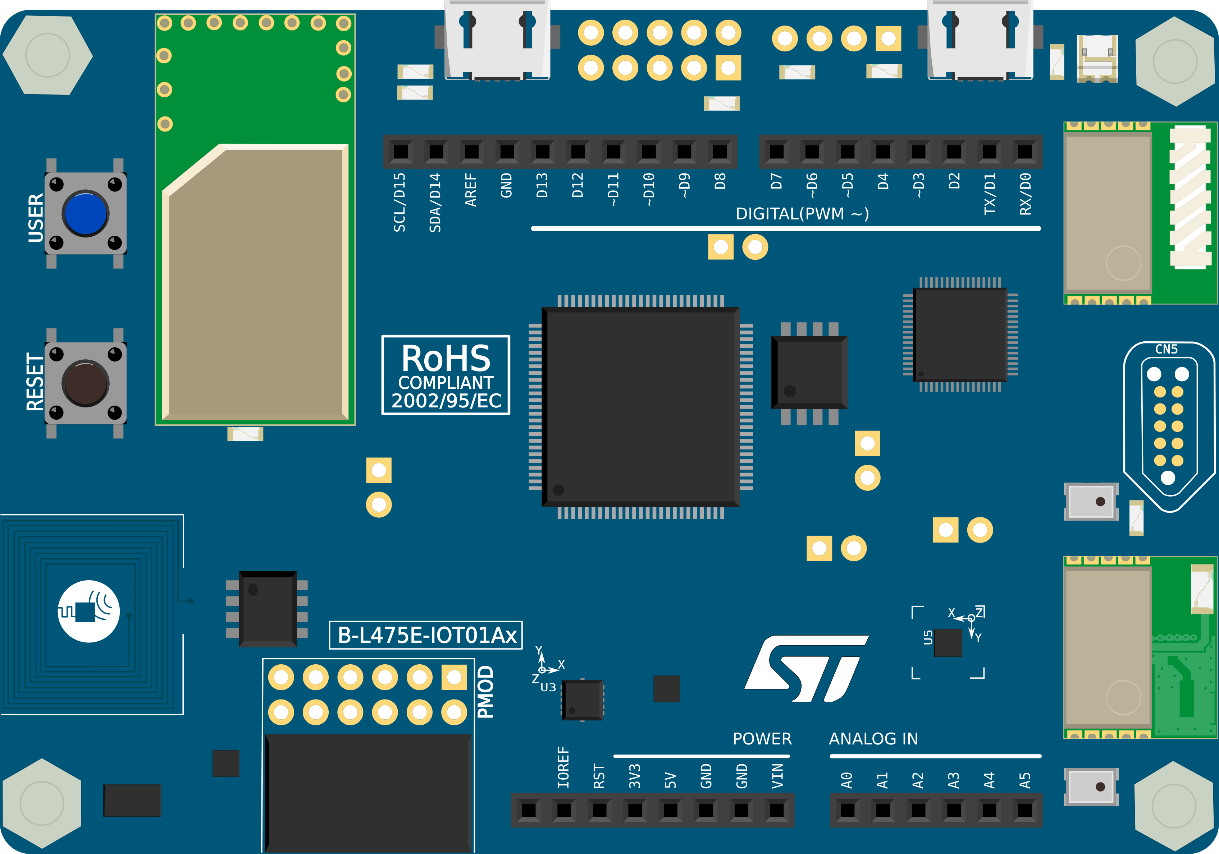 SCL/D15
SDA/D14
AREF
GND
D13
D12
~D11
~D10
~D9
D8
D7
~D6
~D5
D4
~D3
D2
TX/D1
RX/D0
DIGITAL(PWM ~)
USER
RESET
RoHS
COMPLIANT
2002/95/EC
CN5
B-L475E-IOT01Ax
PMOD
Y
X
Z
U3
X
Z
Y
U5
ST
POWER
ANALOG IN
IOREF
RST
3V3
5V
GND
GND
VIN
A0
A1
A2
A3
A4
A5